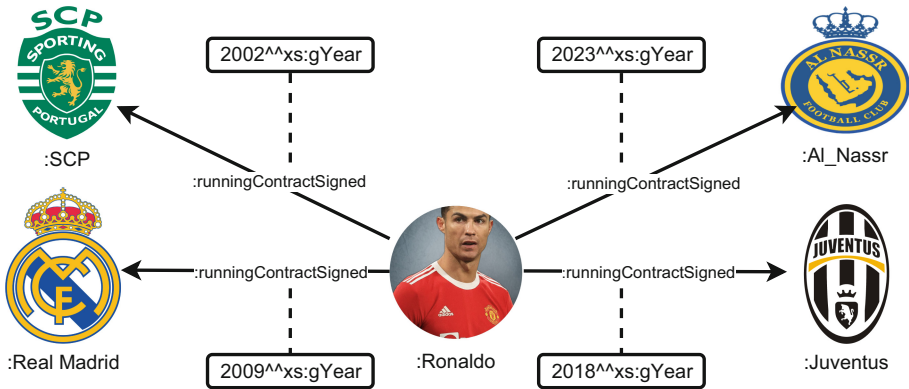 SCP
SPORTING
PORTUGAL
:SCP
2002^^xs:gYear
2023^^xs:gYear
AL NASSR
FOOTBALL CLUB
:Al_Nassr
:runningContractSigned
:runningContractSigned
:Real Madrid
:runningContractSigned
:runningContractSigned
JUVENTUS
:Juventus
2009^^xs:gYear
:Ronaldo
2018^^xs:gYear